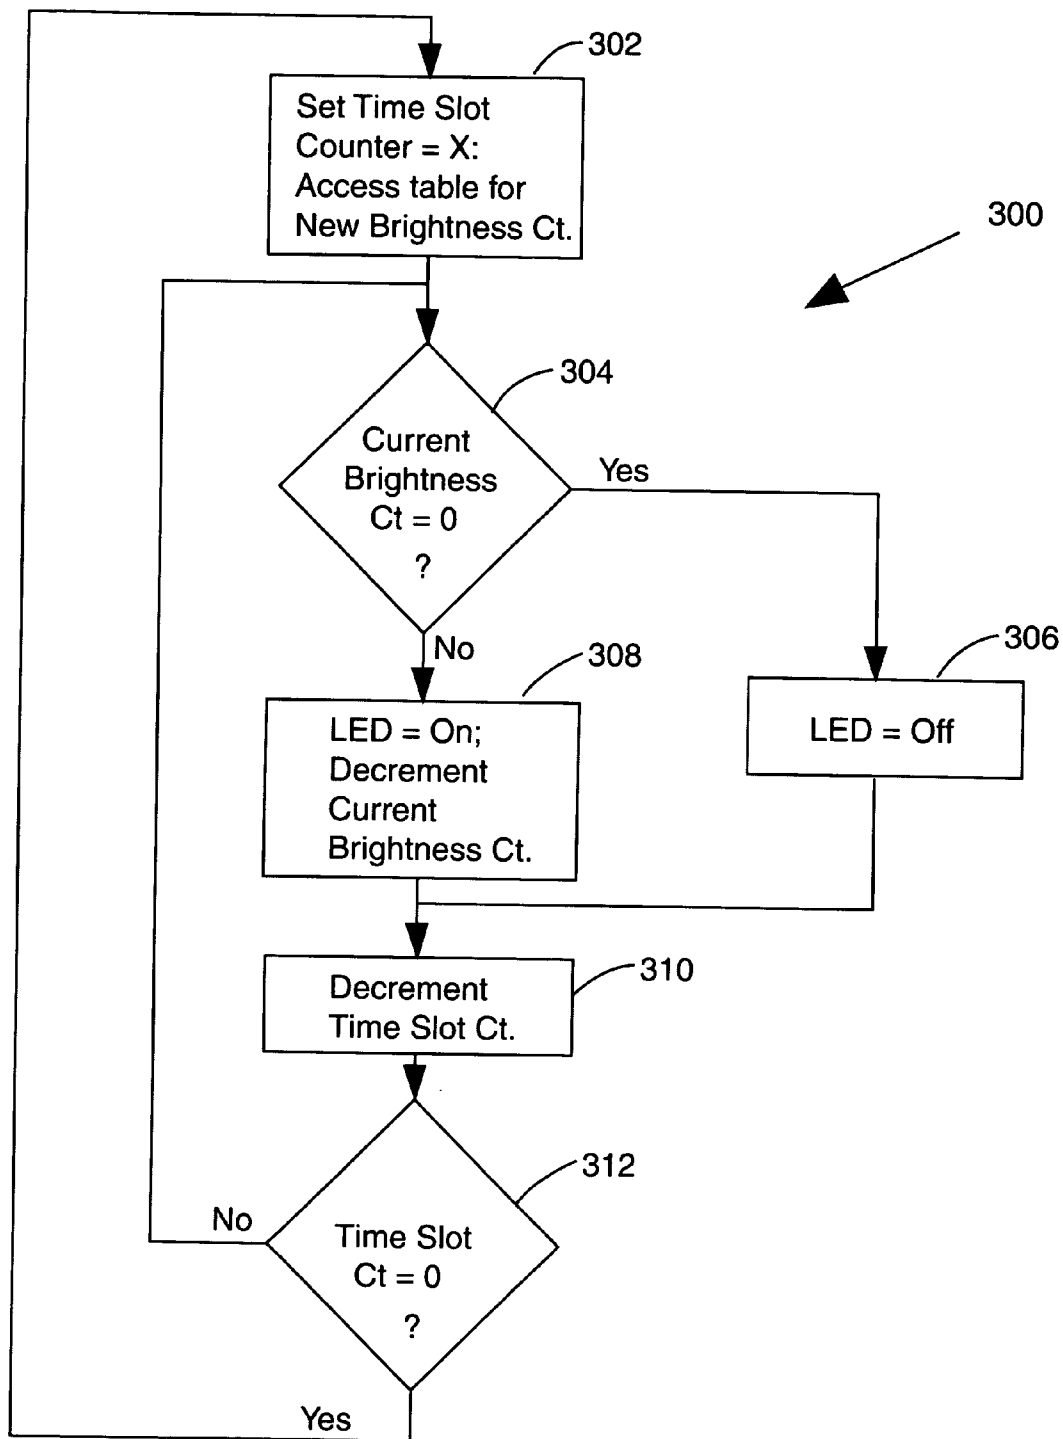 302
Set Time Slot
Counter = X:
Access table for
New Brightness Ct.
300
304
Current
Brightness
Ct = 0
?
Yes
No
308
LED = On;
Decrement
Current
Brightness Ct.
306
LED = Off
310
Decrement
Time Slot Ct.
312
No
Time Slot
Ct = 0
?
Yes